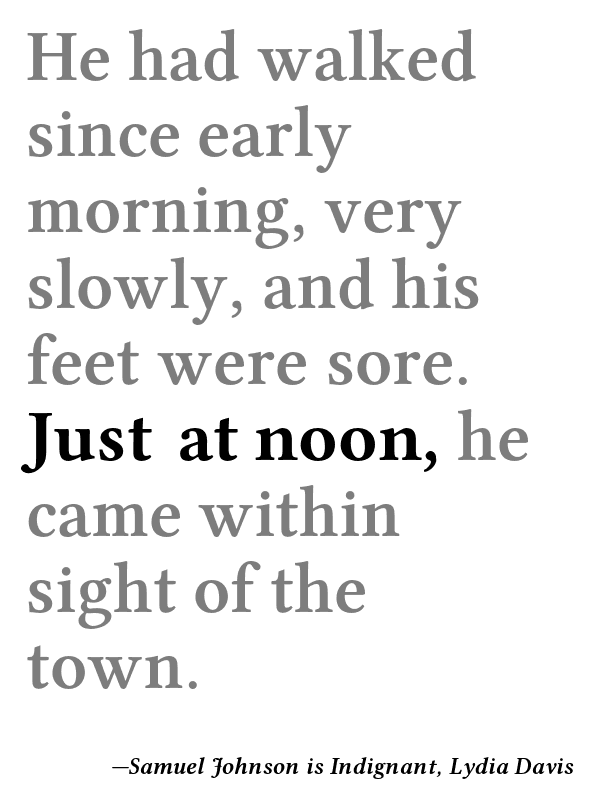 He had walked
since early
morning, very
slowly, and his
feet were sore.
Just at noon, he
came within
sight of the
town.
—Samuel Johnson is Indignant, Lydia Davis